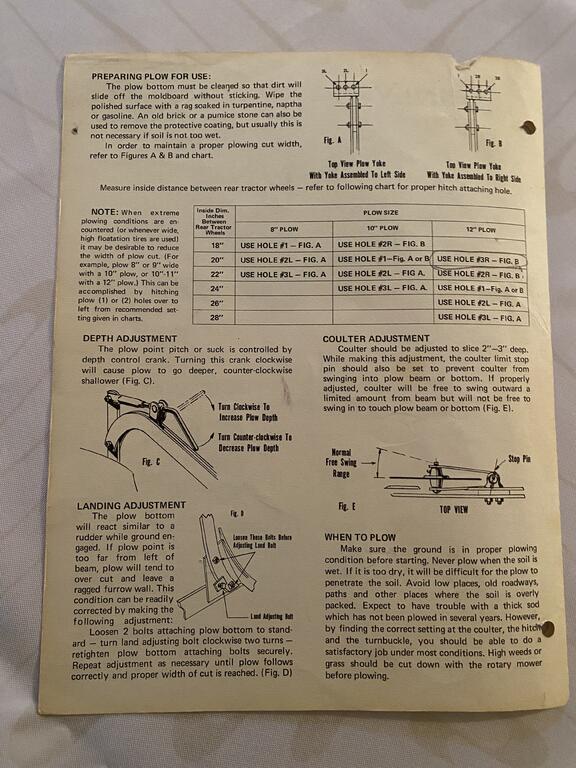 PREPARING PLOW FOR USE:
The plow bottom must be cleaned so that dirt will
slide off the moldboard without sticking. Wipe the
polished surface with a rag soaked in turpentine, naptha
or gasoline. An old brick or a pumice stone can also be
used to remove the protective coating, but usually this is
not necessary if soil is not too wet.
In order to maintain a proper plowing cut width,
refer to Figures A & B and chart.
3L 2L 1
Fig. A
Top View Plow Yoke
With Yoke Assembled To Left Side
1 2R 3R
Fig. B
Top View Plow Yoke
With Yoke Assembled To Right Side
Measure inside distance between rear tractor wheels – refer to following chart for proper hitch attaching hole.
NOTE: When extreme
plowing conditions are en-
countered (or whenever wide,
high floatation tires are used)
it may be desirable to reduce
the width of plow cut. (For
example, plow 8" or 9" wide
with a 10" plow, or 10"-11"
with a 12" plow.) This can be
accomplished by hitching
plow (1) or (2) holes over to
left from recommended set-
ting given in charts.
Inside Dim.
Inches
Between
Rear Tractor
Wheels
PLOW SIZE
8" PLOW 10" PLOW 12" PLOW
18" USE HOLE #1 – FIG. A USE HOLE #2R – FIG. B
20" USE HOLE #2L – FIG. A USE HOLE #1–Fig. A or B USE HOLE #3R – FIG. B
22" USE HOLE #3L – FIG. A USE HOLE #2L – FIG. A USE HOLE #2R – FIG. B
24" USE HOLE #3L – FIG. A USE HOLE #1–Fig. A or B
26" USE HOLE #2L – FIG. A
28" USE HOLE #3L – FIG. A
DEPTH ADJUSTMENT
The plow point pitch or suck is controlled by
depth control crank. Turning this crank clockwise
will cause plow to go deeper, counter-clockwise
shallower (Fig. C).
Turn Clockwise To
Increase Plow Depth
Turn Counter-clockwise To
Decrease Plow Depth
Fig. C
LANDING ADJUSTMENT
The plow bottom
will react similar to a
rudder while ground en-
gaged. If plow point is
too far from left of
beam, plow will tend to
over cut and leave a
ragged furrow wall. This
condition can be readily
corrected by making the
following adjustment:
Loosen 2 bolts attaching plow bottom to stand-
ard – turn land adjusting bolt clockwise two turns –
retighten plow bottom attaching bolts securely.
Repeat adjustment as necessary until plow follows
correctly and proper width of cut is reached. (Fig. D)
Fig. D
Loosen These Bolts Before
Adjusting Land Bolt
Land Adjusting Bolt
COULTER ADJUSTMENT
Coulter should be adjusted to slice 2"–3" deep.
While making this adjustment, the coulter limit stop
pin should also be set to prevent coulter from
swinging into plow beam or bottom. If properly
adjusted, coulter will be free to swing outward a
limited amount from beam but will not be free to
swing in to touch plow beam or bottom (Fig. E).
Normal
Free Swing
Range
Stop Pin
Fig. E
TOP VIEW
WHEN TO PLOW
Make sure the ground is in proper plowing
condition before starting. Never plow when the soil is
wet. If it is too dry, it will be difficult for the plow to
penetrate the soil. Avoid low places, old roadways,
paths and other places where the soil is overly
packed. Expect to have trouble with a thick sod
which has not been plowed in several years. However,
by finding the correct setting at the coulter, the hitch
and the turnbuckle, you should be able to do a
satisfactory job under most conditions. High weeds or
grass should be cut down with the rotary mower
before plowing.